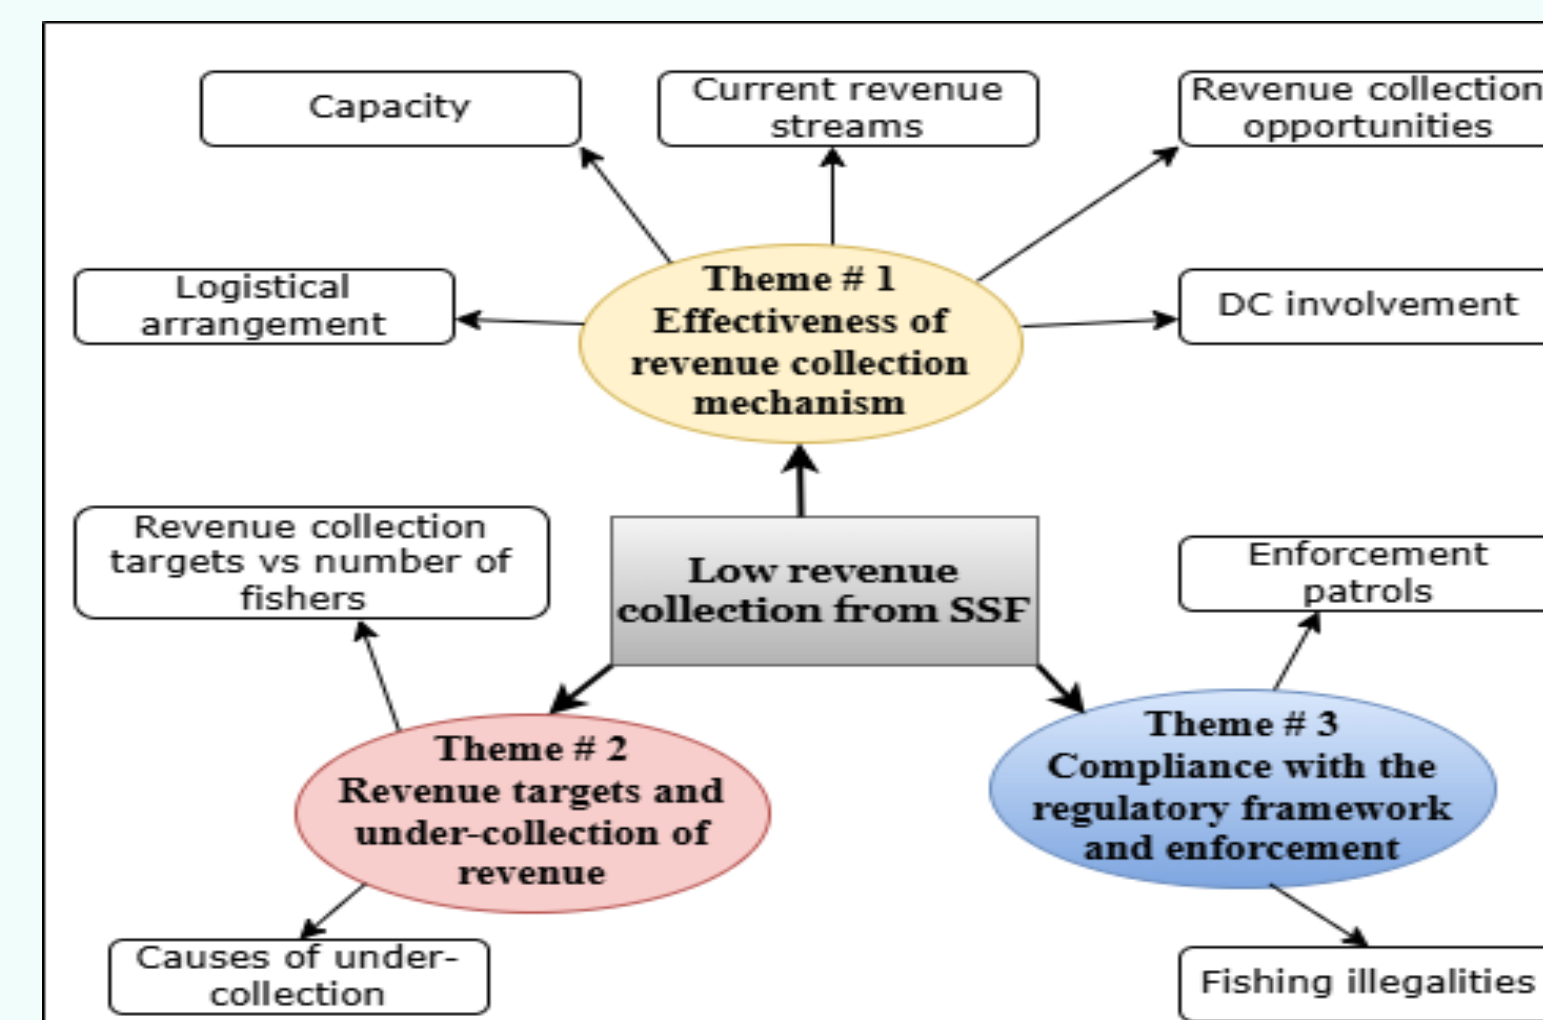 Capacity
Current revenue
streams
Revenue collection
opportunities
Logistical
arrangement
Theme # 1
Effectiveness of
revenue collection
mechanism
DC involvement
Revenue collection
targets vs number of
fishers
Low revenue
collection from SSF
Enforcement
patrols
Theme # 2
Revenue targets and
under-collection of
revenue
Theme # 3
Compliance with the
regulatory framework
and enforcement
Causes of under-
collection
Fishing illegalities